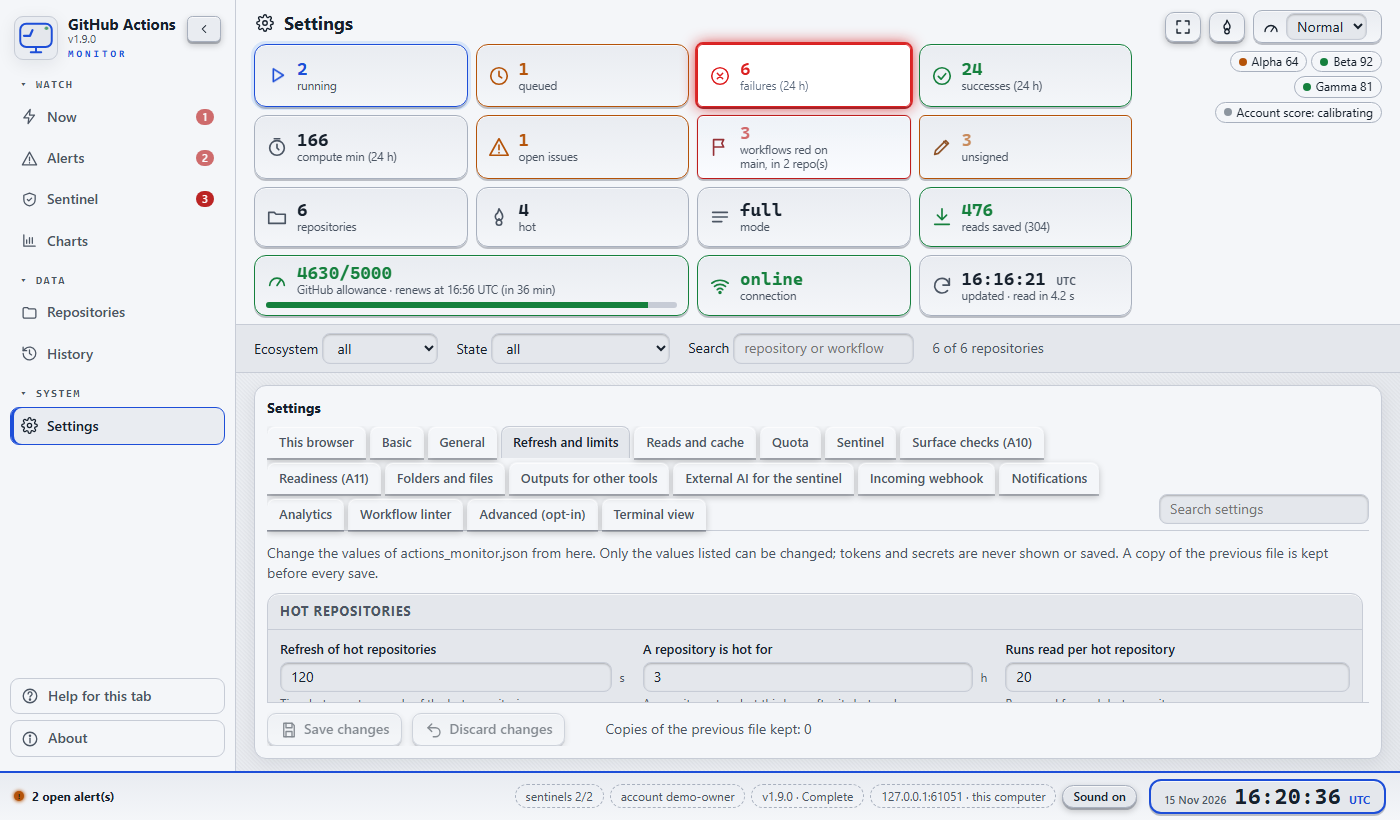 GitHub Actions
v1.9.0
MONITOR
WATCH
Now 1
Alerts 2
Sentinel 3
Charts
DATA
Repositories
History
SYSTEM
Settings
Help for this tab
About
Settings
Normal
Alpha 64
Beta 92
Gamma 81
Account score: calibrating
2
running
1
queued
6
failures (24 h)
24
successes (24 h)
166
compute min (24 h)
1
open issues
3
workflows red on
main, in 2 repo(s)
3
unsigned
6
repositories
4
hot
full
mode
476
reads saved (304)
4630/5000
GitHub allowance · renews at 16:56 UTC (in 36 min)
online
connection
16:16:21 UTC
updated · read in 4.2 s
Ecosystem all State all Search repository or workflow 6 of 6 repositories
Settings
This browser Basic General Refresh and limits Reads and cache Quota Sentinel Surface checks (A10)
Readiness (A11) Folders and files Outputs for other tools External AI for the sentinel Incoming webhook Notifications
Analytics Workflow linter Advanced (opt-in) Terminal view
Search settings
Change the values of actions_monitor.json from here. Only the values listed can be changed; tokens and secrets are never shown or saved. A copy of the previous file is kept
before every save.
HOT REPOSITORIES
Refresh of hot repositories A repository is hot for Runs read per hot repository
120 s 3 h 20
Save changes Discard changes Copies of the previous file kept: 0
2 open alert(s)
sentinels 2/2 account demo-owner v1.9.0 · Complete 127.0.0.1:61051 · this computer Sound on 15 Nov 2026 16:20:36 UTC